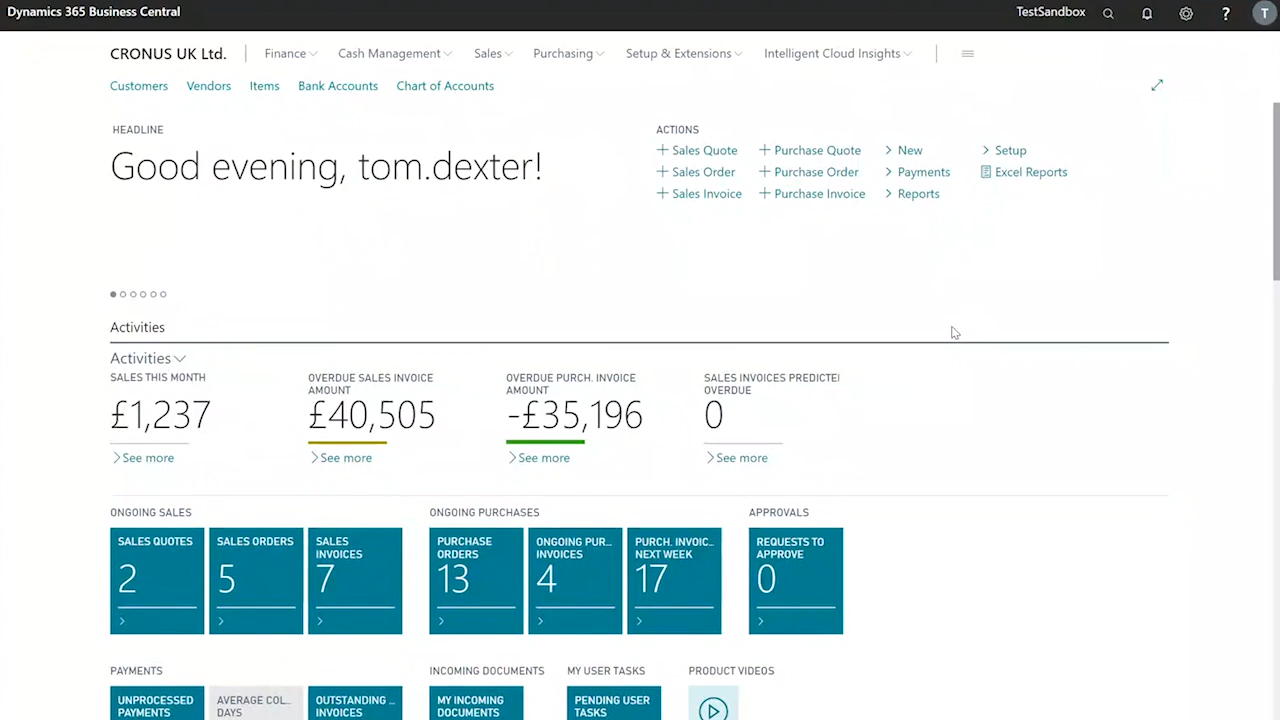 Dynamics 365 Business Central
TestSandbox
?
T
CRONUS UK Ltd.
Finance
Cash Management
Sales
Purchasing
Setup & Extensions
Intelligent Cloud Insights
Customers
Vendors
Items
Bank Accounts
Chart of Accounts
HEADLINE
Good evening, tom.dexter!
ACTIONS
+ Sales Quote
+ Purchase Quote
> New
> Setup
+ Sales Order
+ Purchase Order
> Payments
Excel Reports
+ Sales Invoice
+ Purchase Invoice
> Reports
Activities
Activities
SALES THIS MONTH
£1,237
> See more
OVERDUE SALES INVOICE
AMOUNT
£40,505
> See more
OVERDUE PURCH. INVOICE
AMOUNT
-£35,196
> See more
SALES INVOICES PREDICTE
OVERDUE
0
> See more
ONGOING SALES
SALES QUOTES
2
SALES ORDERS
5
SALES
INVOICES
7
ONGOING PURCHASES
PURCHASE
ORDERS
13
ONGOING PUR...
INVOICES
4
PURCH. INVOIC...
NEXT WEEK
17
APPROVALS
REQUESTS TO
APPROVE
0
PAYMENTS
UNPROCESSED
PAYMENTS
AVERAGE COL...
DAYS
OUTSTANDING ...
INVOICES
INCOMING DOCUMENTS
MY INCOMING
DOCUMENTS
MY USER TASKS
PENDING USER
TASKS
PRODUCT VIDEOS